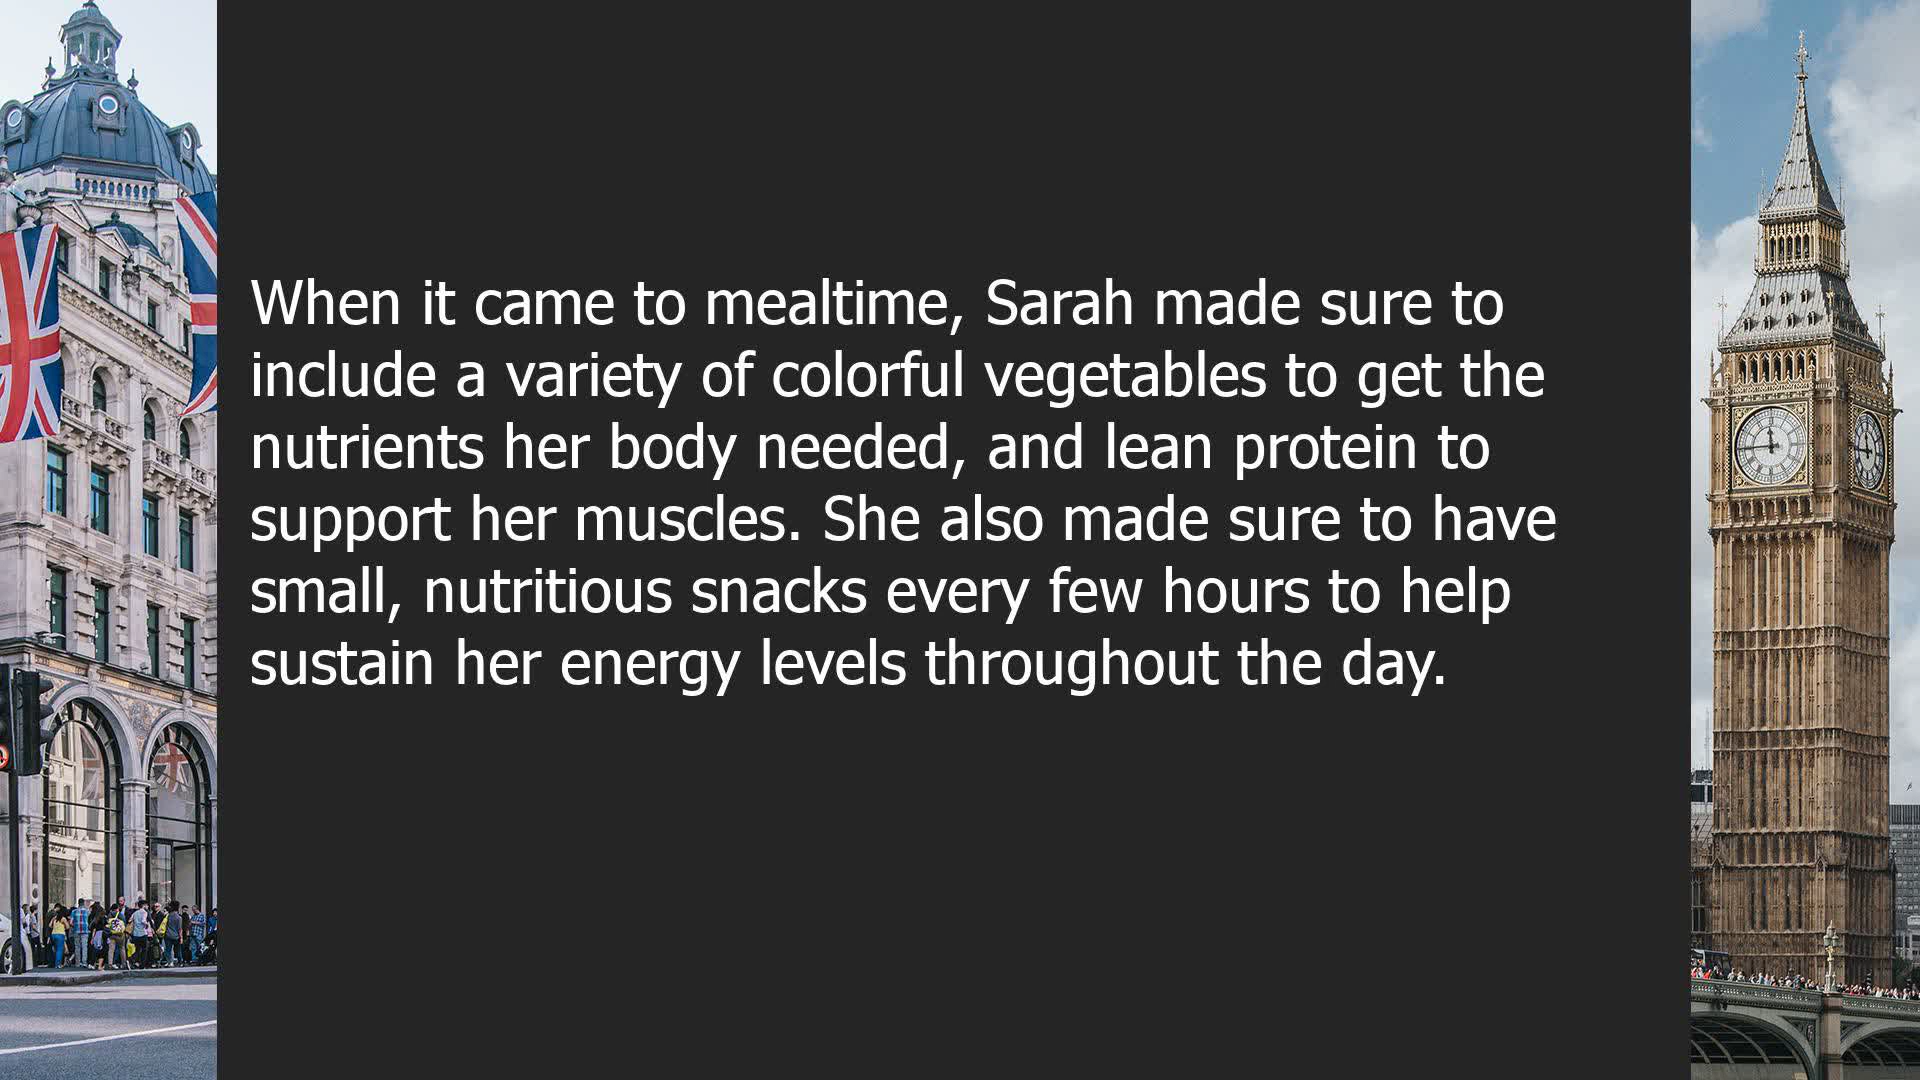 When it came to mealtime, Sarah made sure to
include a variety of colorful vegetables to get the
nutrients her body needed, and lean protein to
support her muscles. She also made sure to have
small, nutritious snacks every few hours to help
sustain her energy levels throughout the day.